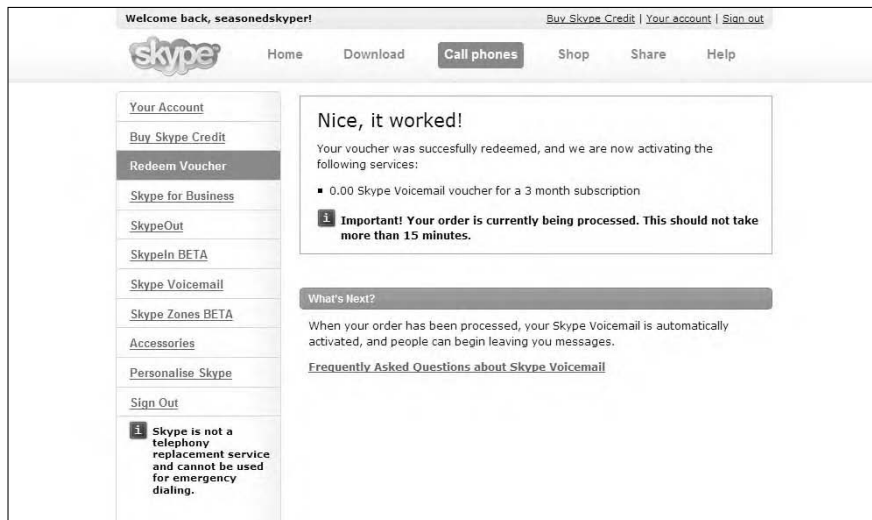 Welcome back, seasonedskyper!
Buy Skype Credit | Your account | Sign out
skype
Home Download Call phones Shop Share Help
Your Account
Buy Skype Credit
Redeem Voucher
Skype for Business
SkypeOut
SkypeIn BETA
Skype Voicemail
Skype Zones BETA
Accessories
Personalise Skype
Sign Out
i Skype is not a
telephony
replacement service
and cannot be used
for emergency
dialing.
Nice, it worked!
Your voucher was succesfully redeemed, and we are now activating the
following services:
▪ 0.00 Skype Voicemail voucher for a 3 month subscription
i Important! Your order is currently being processed. This should not take
more than 15 minutes.
What's Next?
When your order has been processed, your Skype Voicemail is automatically
activated, and people can begin leaving you messages.
Frequently Asked Questions about Skype Voicemail